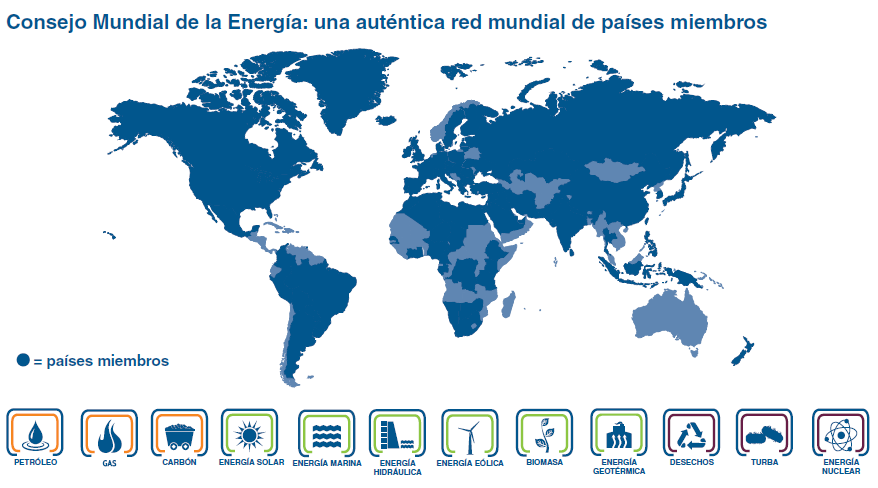 Consejo Mundial de la Energía: una auténtica red mundial de países miembros
= países miembros
PETRÓLEO
GAS
CARBÓN
ENERGÍA SOLAR
ENERGÍA MARINA
ENERGÍA
HIDRÁULICA
ENERGÍA EÓLICA
BIOMASA
ENERGÍA
GEOTÉRMICA
DESECHOS
TURBA
ENERGÍA
NUCLEAR